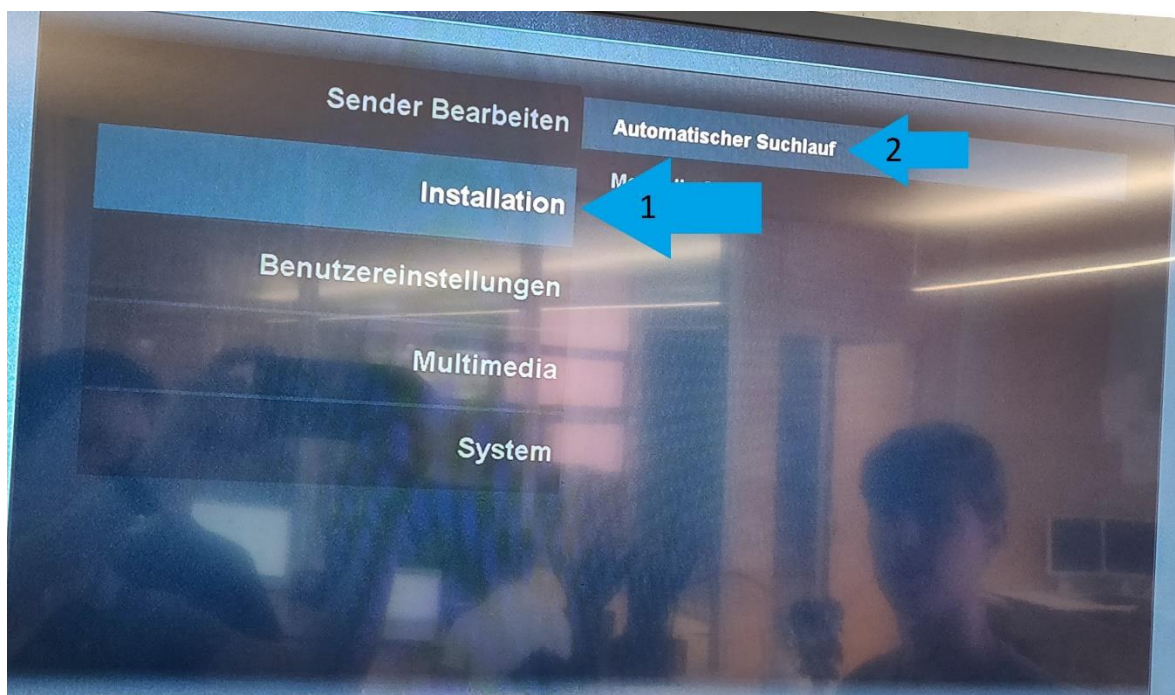 Sender Bearbeiten
Automatischer Suchlauf
2
Installation
1
Benutzereinstellungen
Multimedia
System